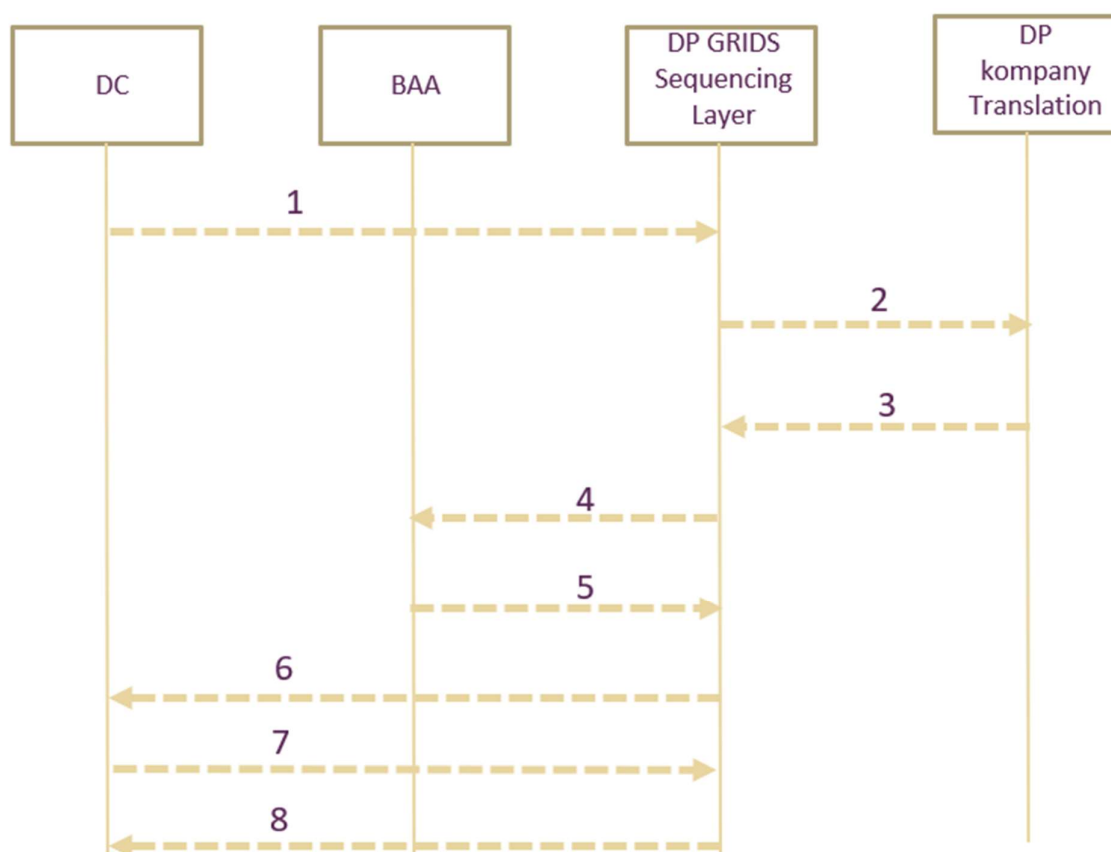 DC
BAA
DP GRIDS
Sequencing
Layer
DP
kompany
Translation
1
2
3
4
5
6
7
8